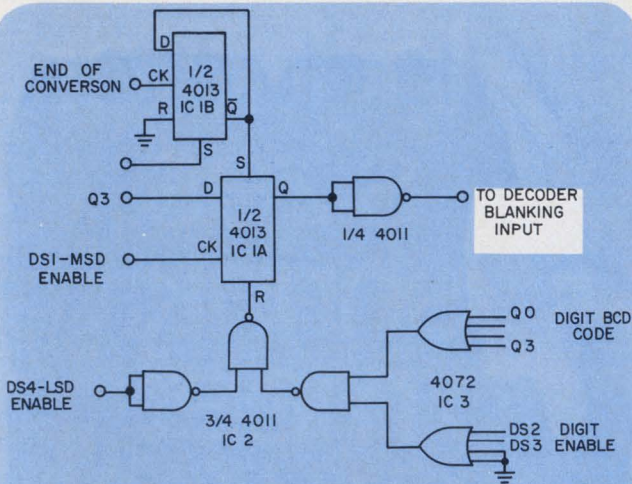 D
END OF
CONVERSON
CK
1/2
4013
IC 1B
R
Q̅
S
S
Q3
D
Q
1/2
4013
IC 1A
DS1-MSD
ENABLE
CK
R
1/4 4011
TO DECODER
BLANKING
INPUT
Q0
Q3
DIGIT BCD
CODE
DS4-LSD
ENABLE
3/4 4011
IC 2
4072
IC 3
DS2
DS3
DIGIT
ENABLE